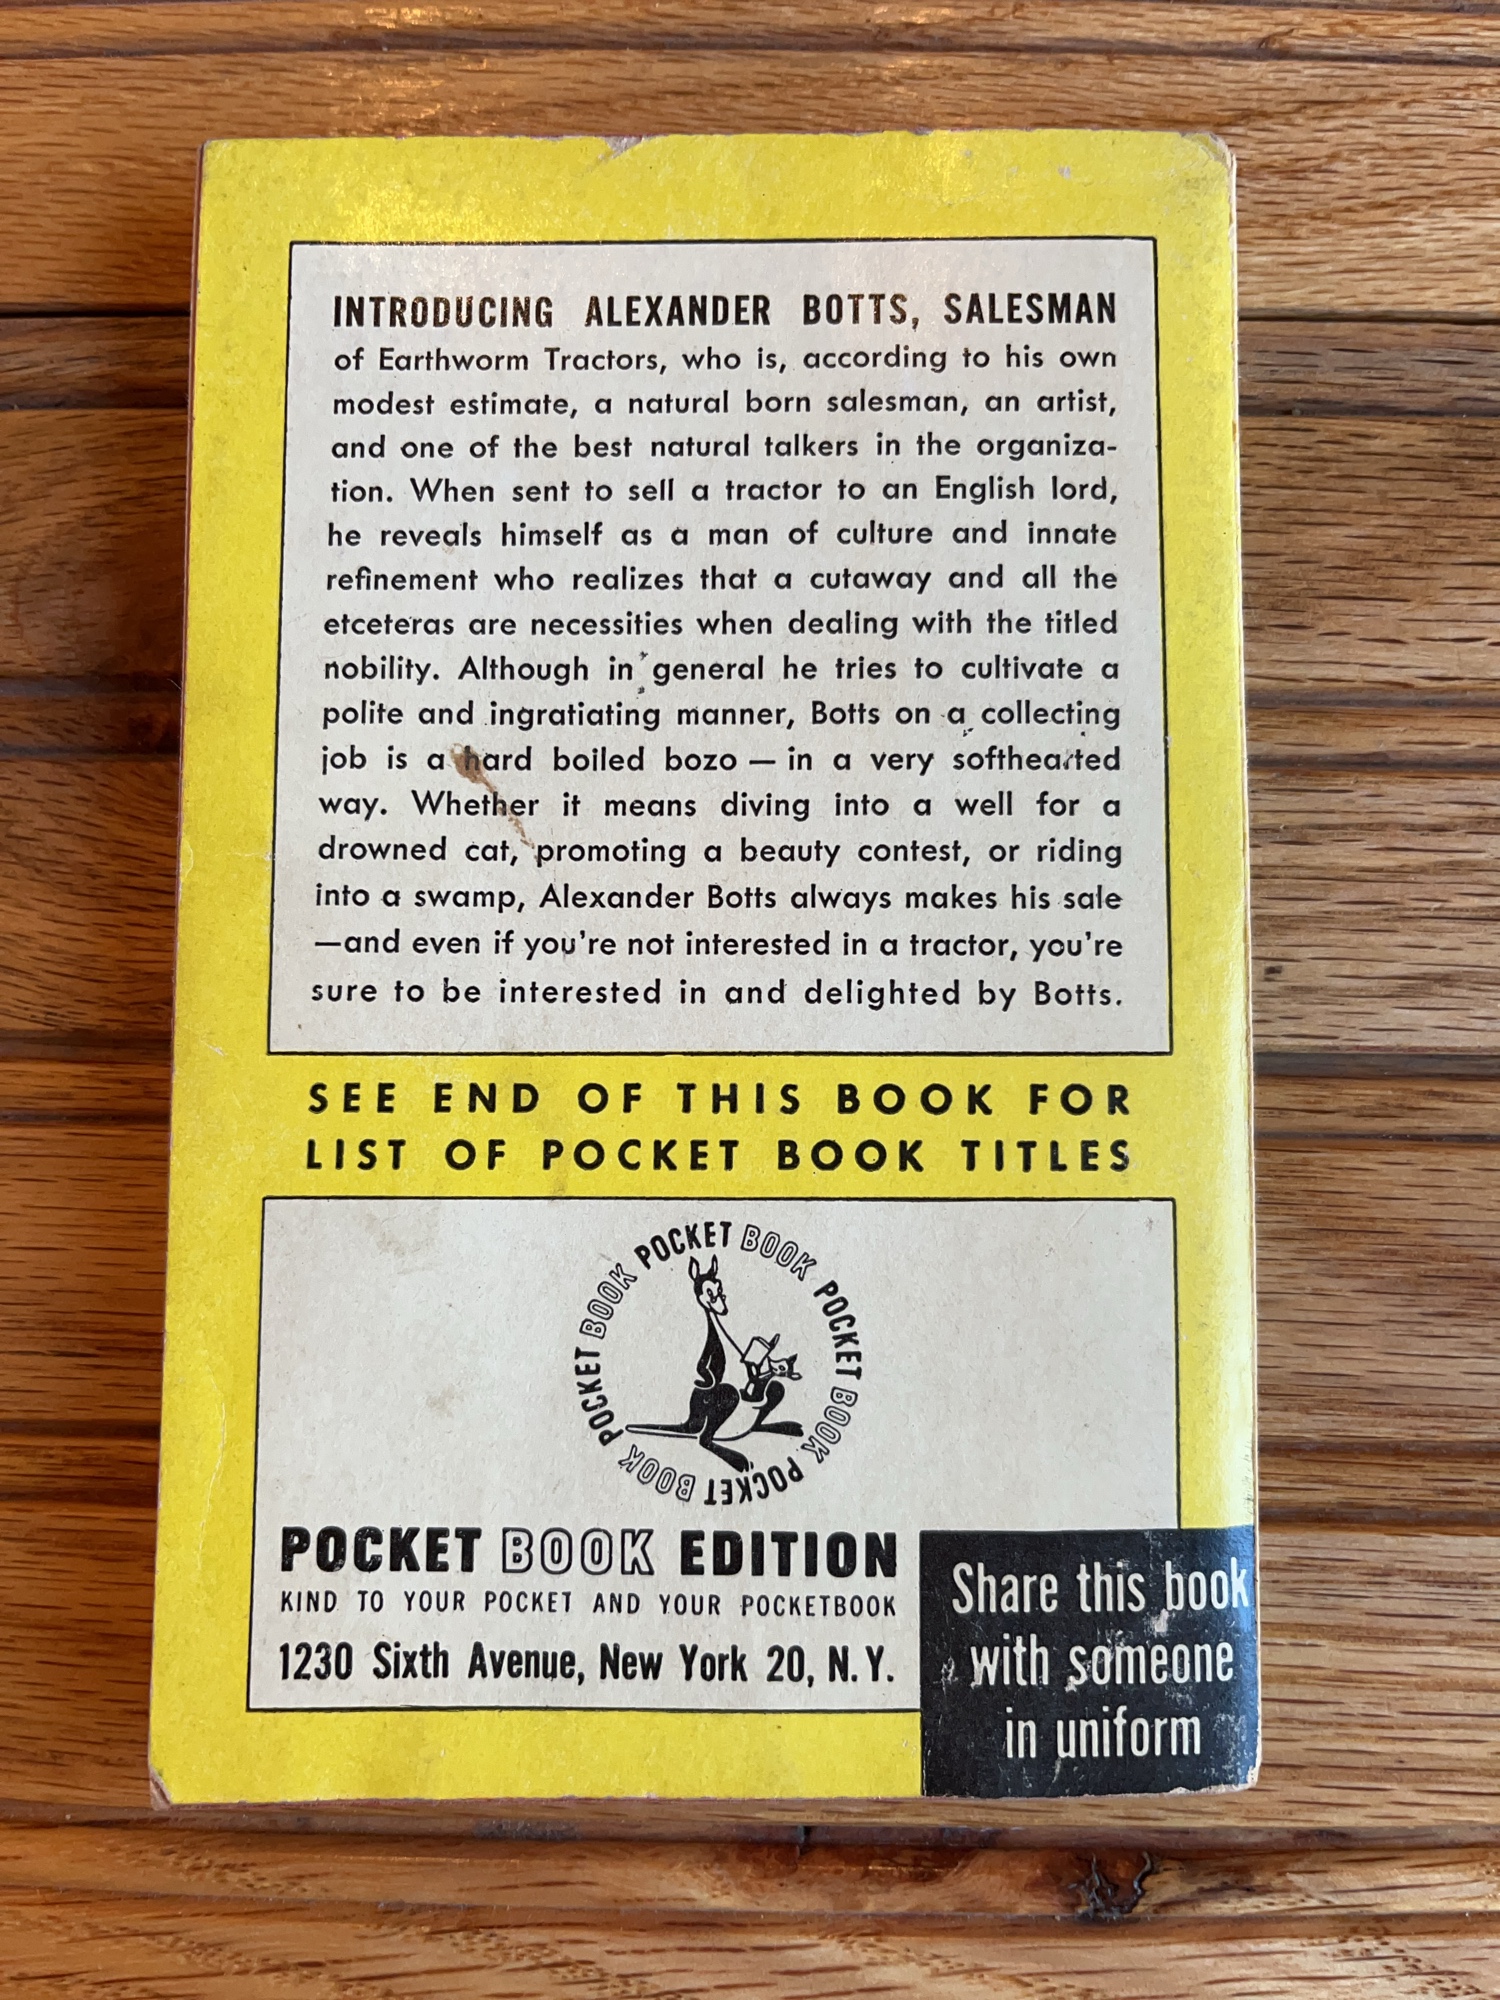 INTRODUCING ALEXANDER BOTTS, SALESMAN
of Earthworm Tractors, who is, according to his own
modest estimate, a natural born salesman, an artist,
and one of the best natural talkers in the organiza-
tion. When sent to sell a tractor to an English lord,
he reveals himself as a man of culture and innate
refinement who realizes that a cutaway and all the
etceteras are necessities when dealing with the titled
nobility. Although in general he tries to cultivate a
polite and ingratiating manner, Botts on a collecting
job is a hard boiled bozo — in a very softhearted
way. Whether it means diving into a well for a
drowned cat, promoting a beauty contest, or riding
into a swamp, Alexander Botts always makes his sale
—and even if you're not interested in a tractor, you're
sure to be interested in and delighted by Botts.
SEE END OF THIS BOOK FOR
LIST OF POCKET BOOK TITLES
POCKET BOOK POCKET BOOK POCKET BOOK POCKET BOOK
POCKET BOOK EDITION
KIND TO YOUR POCKET AND YOUR POCKETBOOK
1230 Sixth Avenue, New York 20, N.Y.
Share this book
with someone
in uniform